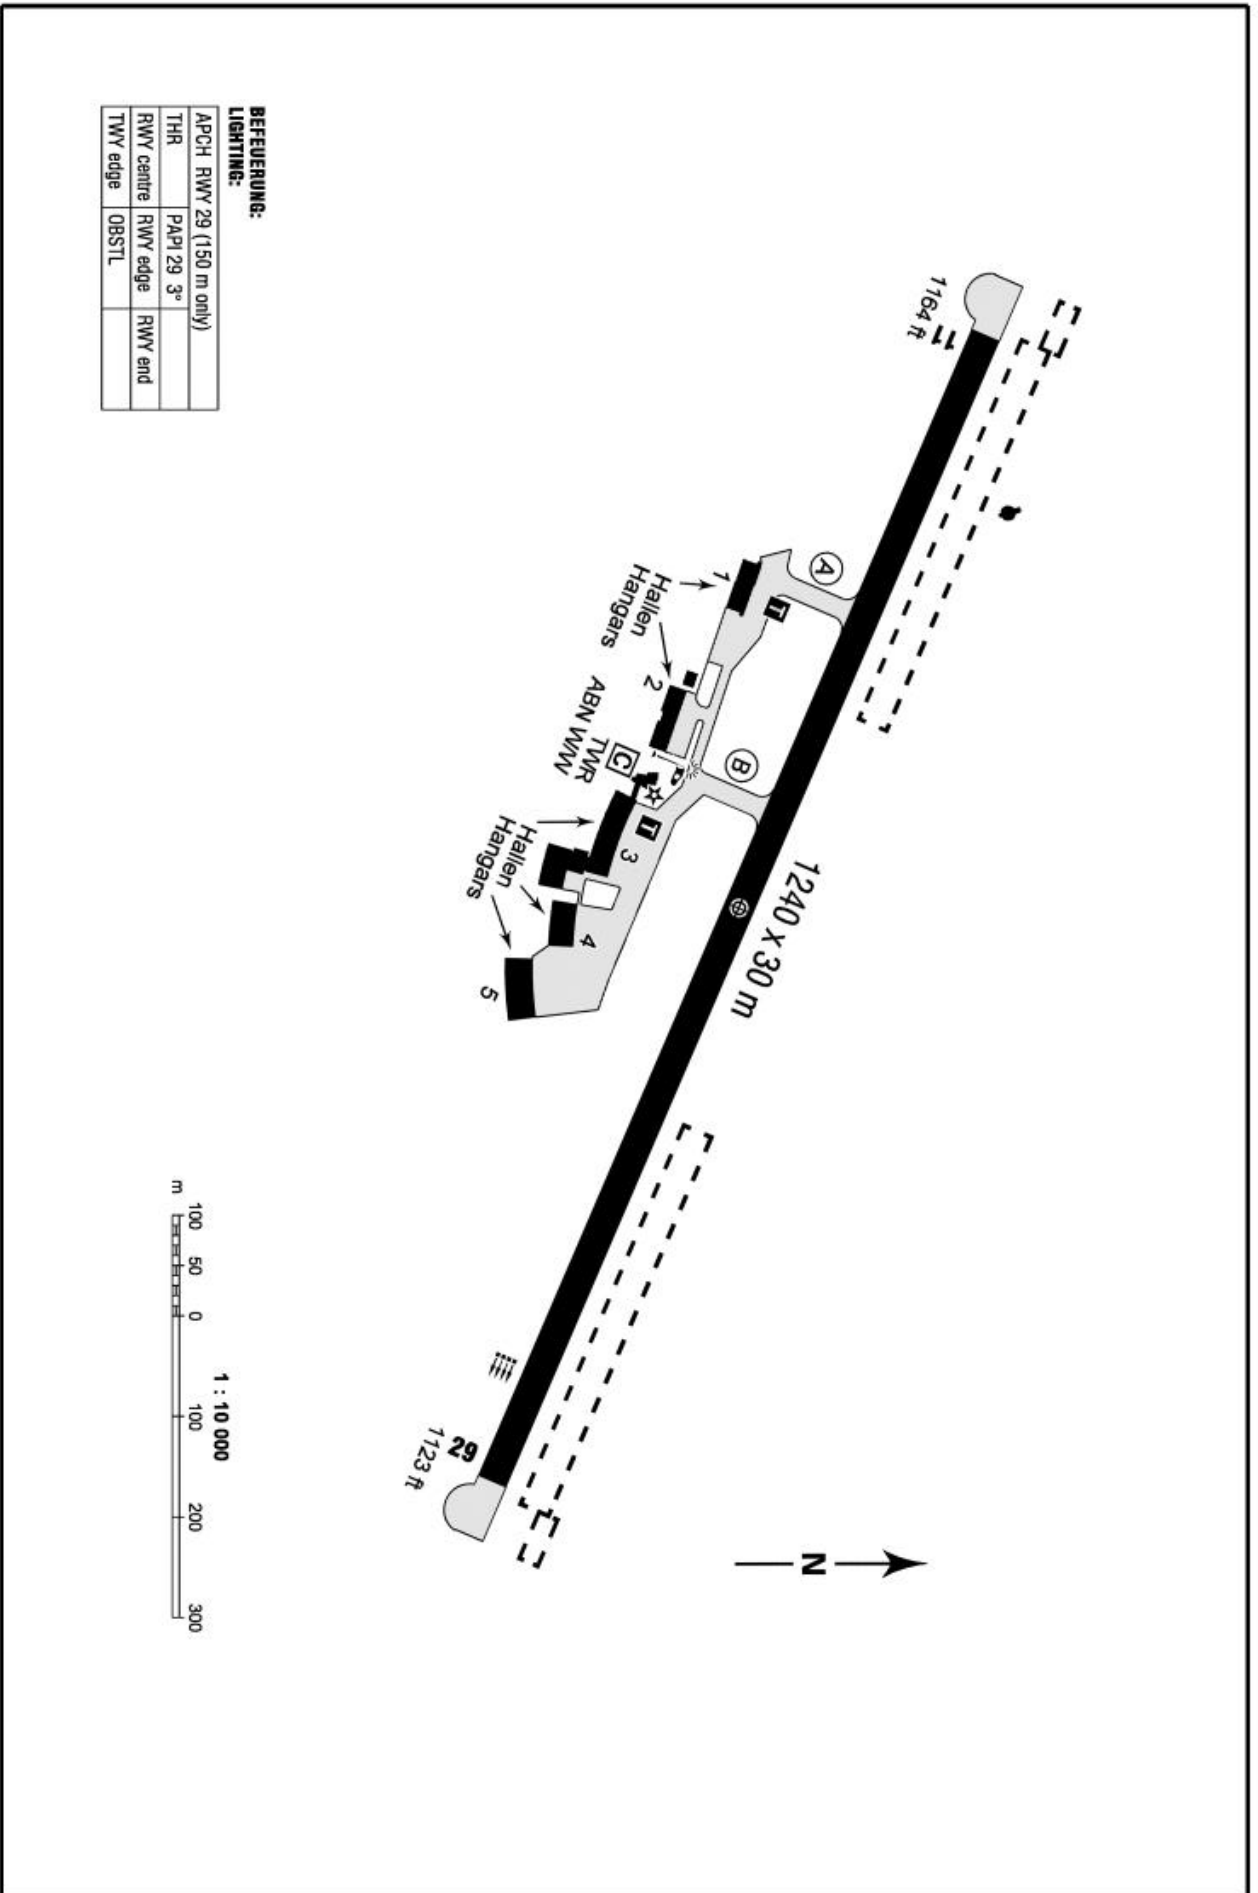 BEFEUERUNG:
LIGHTING:
APCH RWY 29 (150 m only)
THR PAPI 29 3°
RWY centre RWY edge RWY end
TWY edge OBSTL
11
1164 ft
A
T
1
Hallen
Hangars
2
B
C
TWR
ABN WW
T
3
Hallen
Hangars
4
5
1240 x 30 m
29
1123 ft
N
1 : 10 000
m 100 50 0 100 200 300